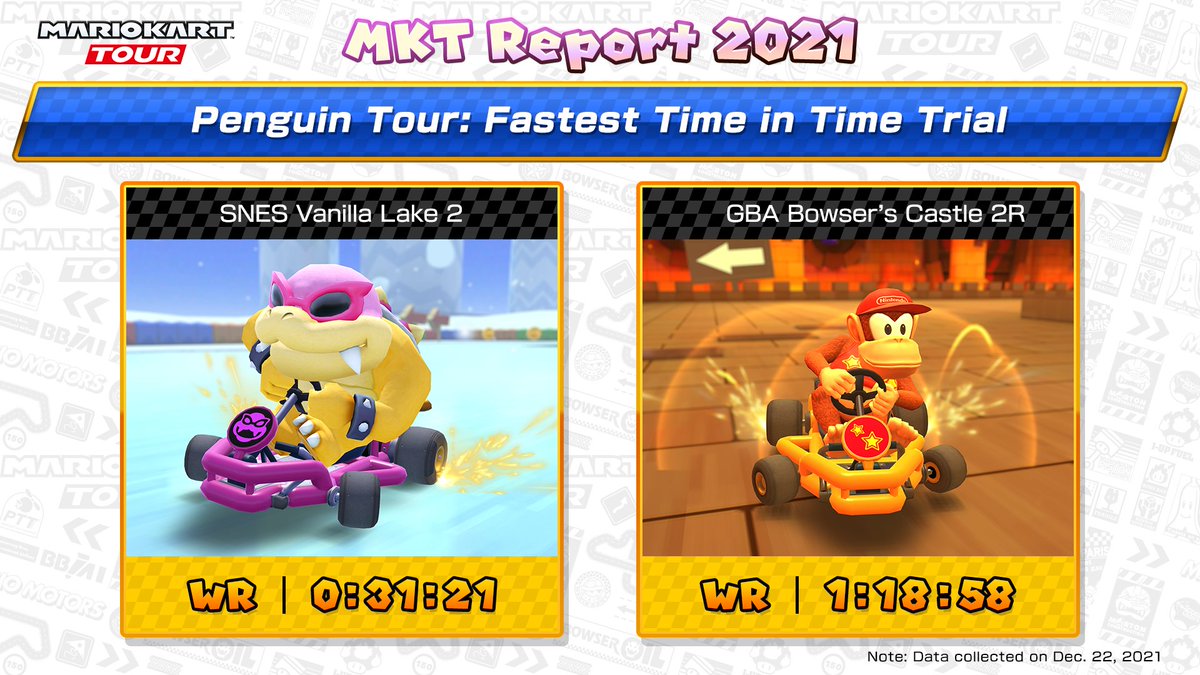 MARIOKART
TOUR
MKT Report 2021
Penguin Tour: Fastest Time in Time Trial
SNES Vanilla Lake 2
GBA Bowser's Castle 2R
Nintendo
WR | 0:31:21
WR | 1:18:58
Note: Data collected on Dec. 22, 2021